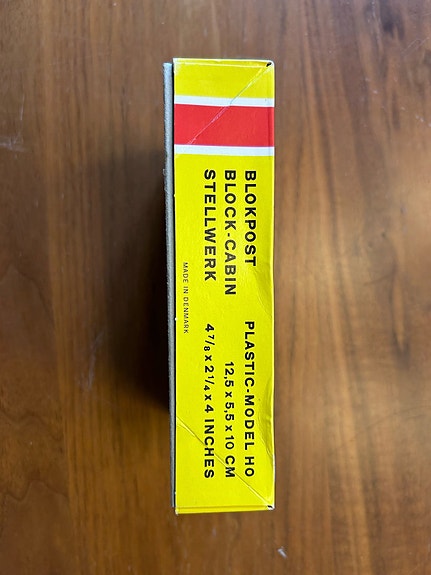 BLOKPOST PLASTIC-MODEL HO
BLOCK-CABIN 12,5 x 5,5 x 10 CM
STELLWERK 4 7/8 x 2 1/4 x 4 INCHES
MADE IN DENMARK